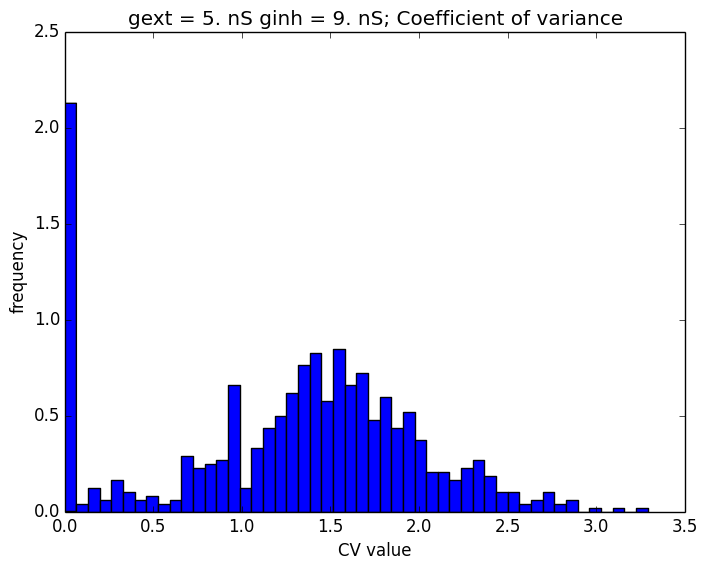 gext = 5. nS ginh = 9. nS; Coefficient of variance
2.5
2.0
1.5
1.0
0.5
0.0
frequency
0.0 0.5 1.0 1.5 2.0 2.5 3.0 3.5
CV value